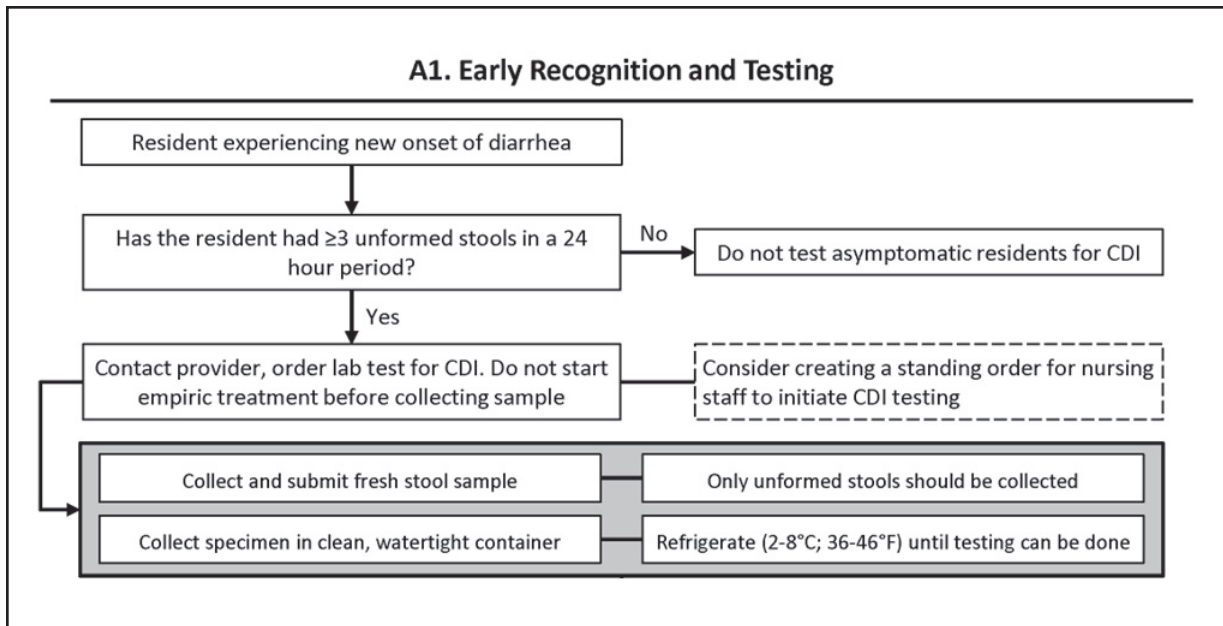 A1. Early Recognition and Testing
Resident experiencing new onset of diarrhea
Has the resident had ≥3 unformed stools in a 24
hour period?
No
Do not test asymptomatic residents for CDI
Yes
Contact provider, order lab test for CDI. Do not start
empiric treatment before collecting sample
Consider creating a standing order for nursing
staff to initiate CDI testing
Collect and submit fresh stool sample
Only unformed stools should be collected
Collect specimen in clean, watertight container
Refrigerate (2-8°C; 36-46°F) until testing can be done